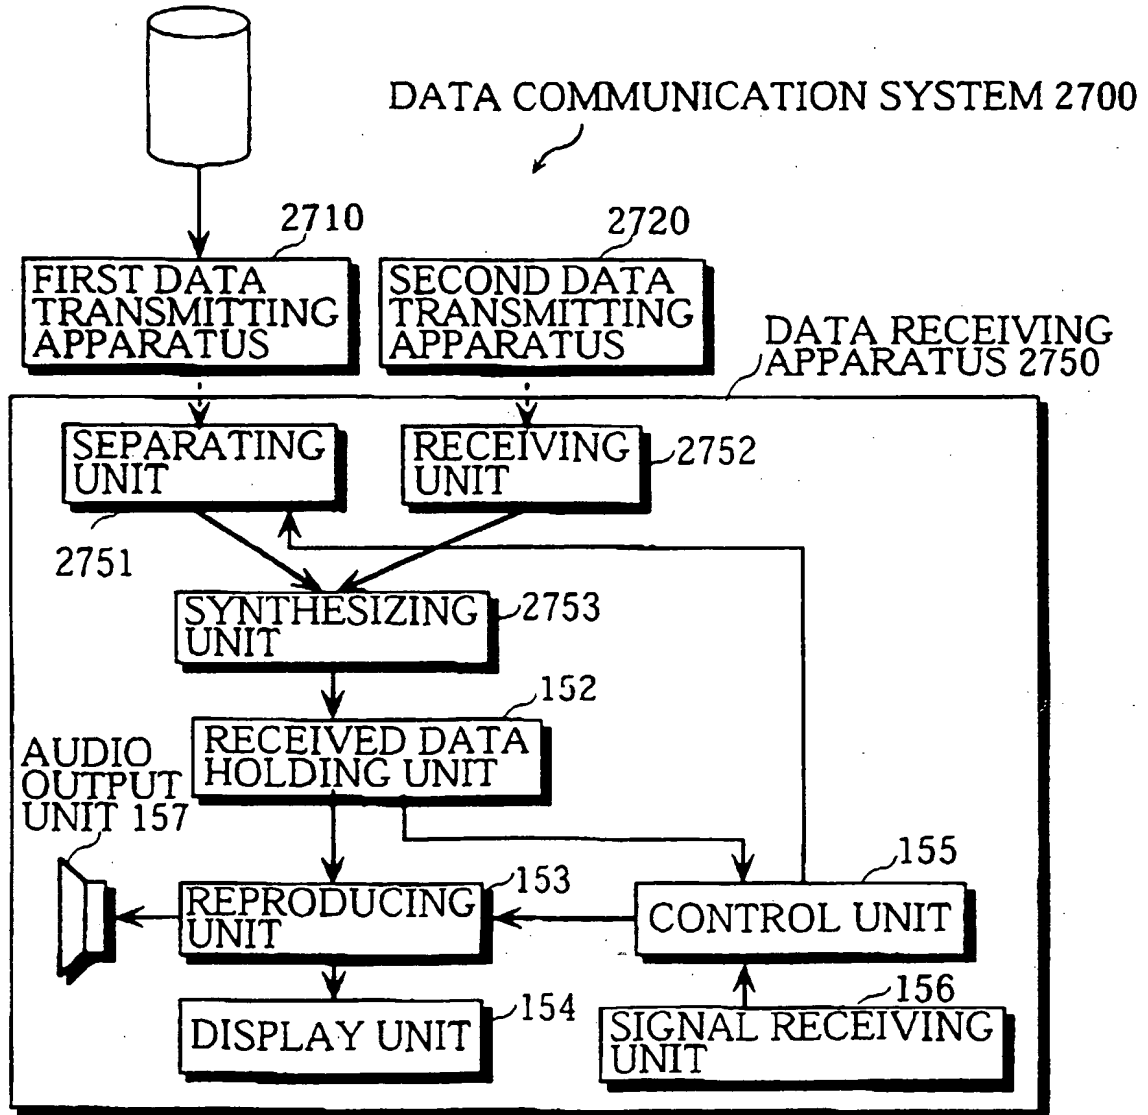 DATA COMMUNICATION SYSTEM 2700
2710
2720
FIRST DATA
TRANSMITTING
APPARATUS
SECOND DATA
TRANSMITTING
APPARATUS
DATA RECEIVING
APPARATUS 2750
SEPARATING
UNIT
RECEIVING
UNIT
2752
2751
SYNTHESIZING
UNIT
2753
152
RECEIVED DATA
HOLDING UNIT
AUDIO
OUTPUT
UNIT 157
153
155
REPRODUCING
UNIT
CONTROL UNIT
154
156
DISPLAY UNIT
SIGNAL RECEIVING
UNIT